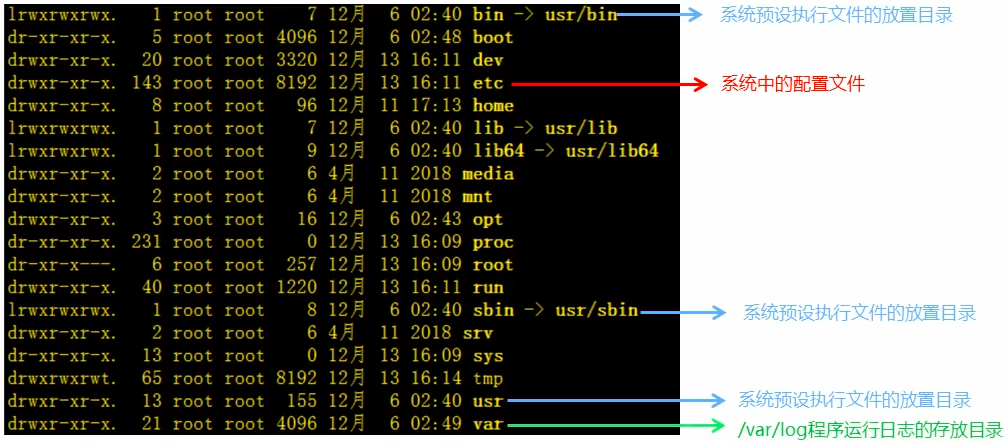 lrwxrwxrwx. 1 root root 7 12月 6 02:40 bin -> usr/bin 系统预设执行文件的放置目录
dr-xr-xr-x. 5 root root 4096 12月 6 02:48 boot
drwxr-xr-x. 20 root root 3320 12月 13 16:11 dev
drwxr-xr-x. 143 root root 8192 12月 13 16:11 etc 系统中的配置文件
drwxr-xr-x. 8 root root 96 12月 11 17:13 home
lrwxrwxrwx. 1 root root 7 12月 6 02:40 lib -> usr/lib
lrwxrwxrwx. 1 root root 9 12月 6 02:40 lib64 -> usr/lib64
drwxr-xr-x. 2 root root 6 4月 11 2018 media
drwxr-xr-x. 2 root root 6 4月 11 2018 mnt
drwxr-xr-x. 3 root root 16 12月 6 02:43 opt
dr-xr-xr-x. 231 root root 0 12月 13 16:09 proc
dr-xr-x---. 6 root root 257 12月 13 16:09 root
drwxr-xr-x. 40 root root 1220 12月 13 16:11 run
lrwxrwxrwx. 1 root root 8 12月 6 02:40 sbin -> usr/sbin 系统预设执行文件的放置目录
drwxr-xr-x. 2 root root 6 4月 11 2018 srv
dr-xr-xr-x. 13 root root 0 12月 13 16:09 sys
drwxrwxrwt. 65 root root 8192 12月 13 16:14 tmp
drwxr-xr-x. 13 root root 155 12月 6 02:40 usr 系统预设执行文件的放置目录
drwxr-xr-x. 21 root root 4096 12月 6 02:49 var /var/log程序运行日志的存放目录